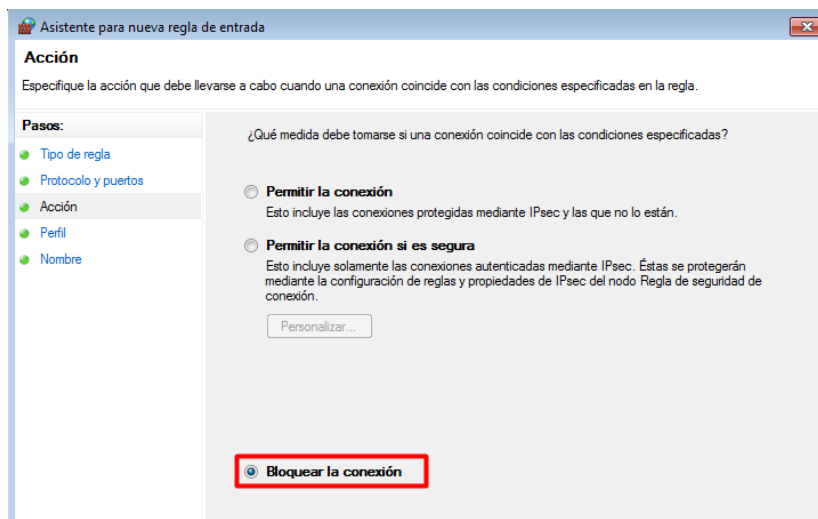 Asistente para nueva regla de entrada
Acción
Especifique la acción que debe llevarse a cabo cuando una conexión coincide con las condiciones especificadas en la regla.
Pasos:
Tipo de regla
Protocolo y puertos
Acción
Perfil
Nombre
¿Qué medida debe tomarse si una conexión coincide con las condiciones especificadas?
Permitir la conexión
Esto incluye las conexiones protegidas mediante IPsec y las que no lo están.
Permitir la conexión si es segura
Esto incluye solamente las conexiones autenticadas mediante IPsec. Éstas se protegerán
mediante la configuración de reglas y propiedades de IPsec del nodo Regla de seguridad de
conexión.
Personalizar...
Bloquear la conexión